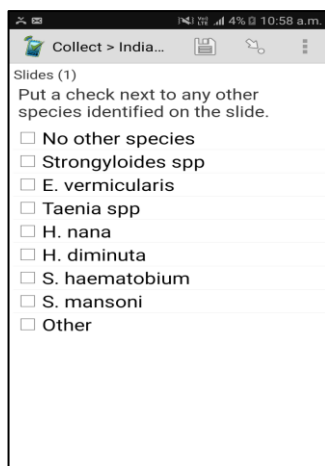 4% 10:58 a.m.
Collect > India...
Slides (1)
Put a check next to any other
species identified on the slide.
No other species
Strongyloides spp
E. vermicularis
Taenia spp
H. nana
H. diminuta
S. haematobium
S. mansoni
Other